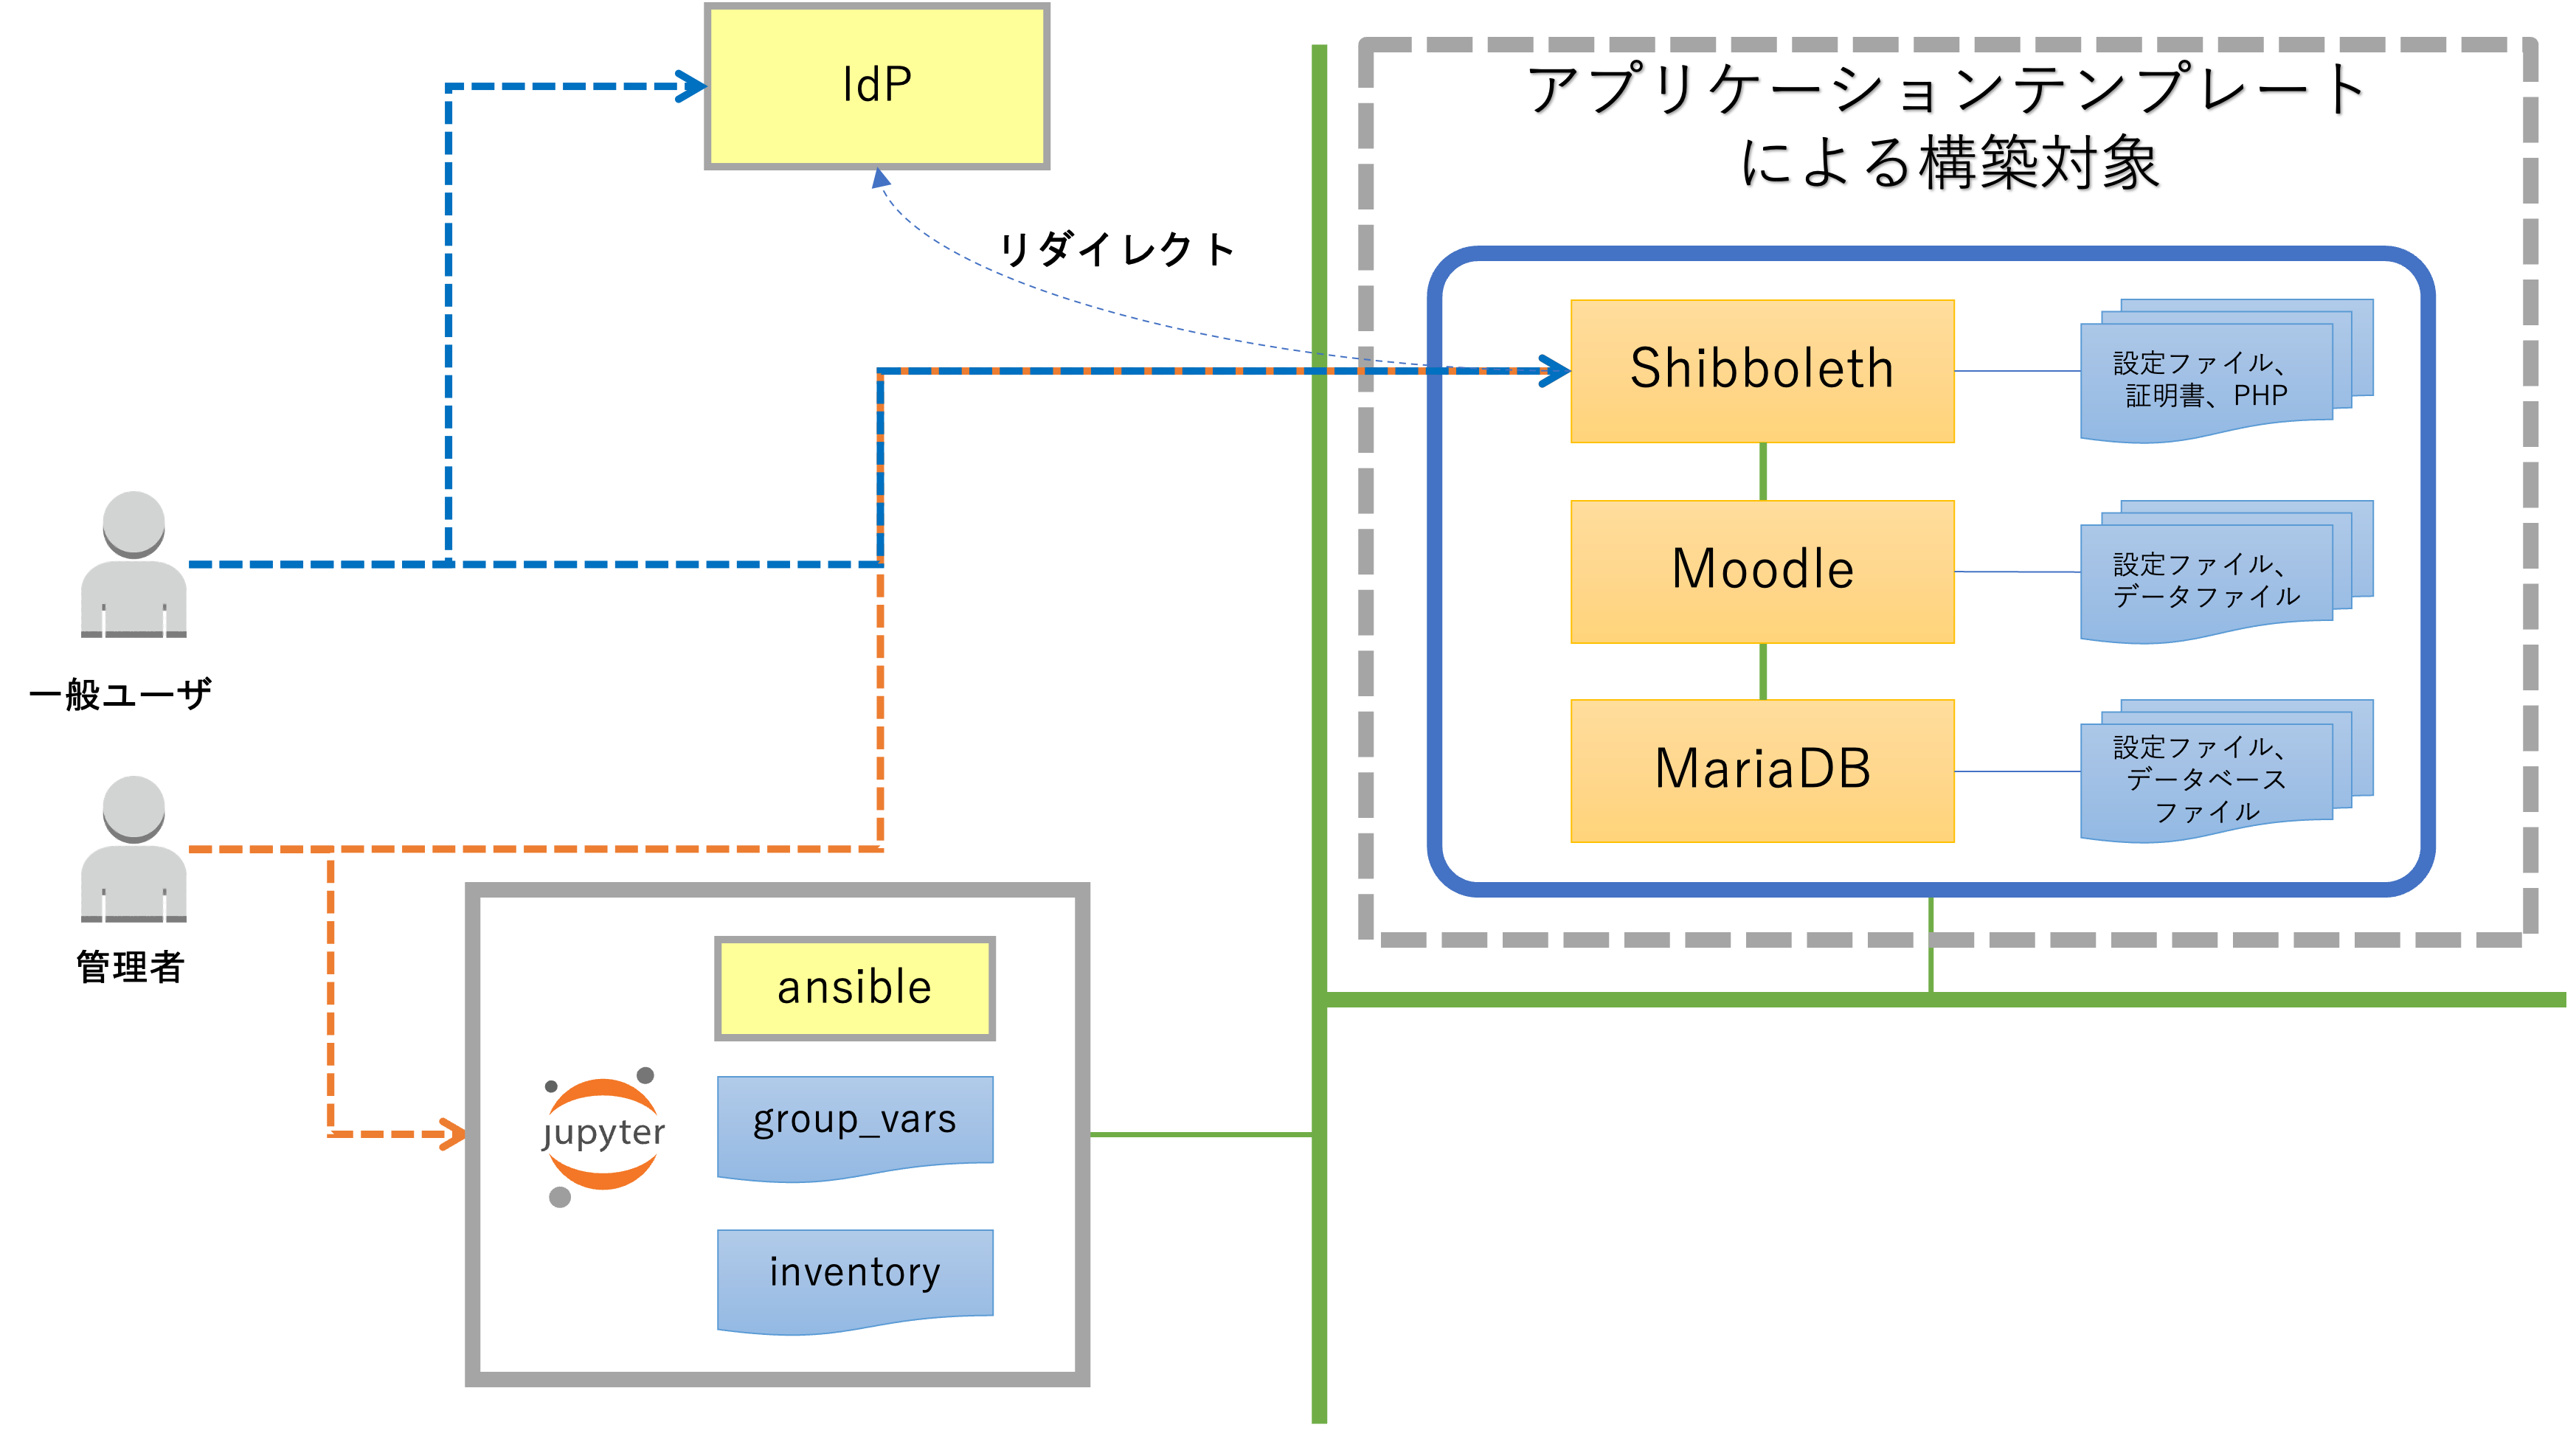 IdP
アプリケーションテンプレート
による構築対象
リダイレクト
Shibboleth
設定ファイル、
証明書、PHP
Moodle
設定ファイル、
データファイル
一般ユーザ
MariaDB
設定ファイル、
データベース
ファイル
管理者
ansible
jupyter
group_vars
inventory